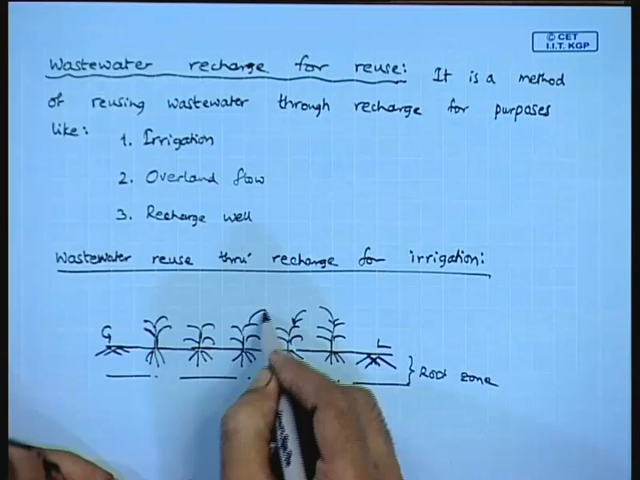 © CET
I.I.T. KGP
Wastewater recharge for reuse: It is a method
of reusing wastewater through recharge for purposes
like:
1. Irrigation
2. Overland flow
3. Recharge well
Wastewater reuse thru' recharge for irrigation:
G L
Root zone